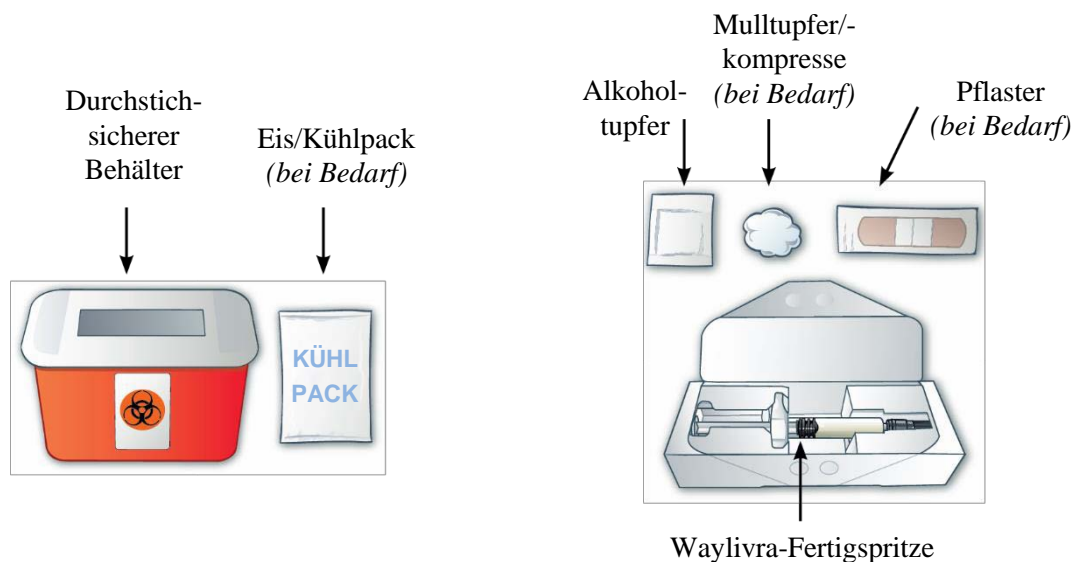 Durchstich-
sicherer
Behälter
Eis/Kühlpack
(bei Bedarf)
KÜHL
PACK
Alkohol-
tupfer
Mulltupfer/-
kompresse
(bei Bedarf)
Pflaster
(bei Bedarf)
Waylivra-Fertigspritze